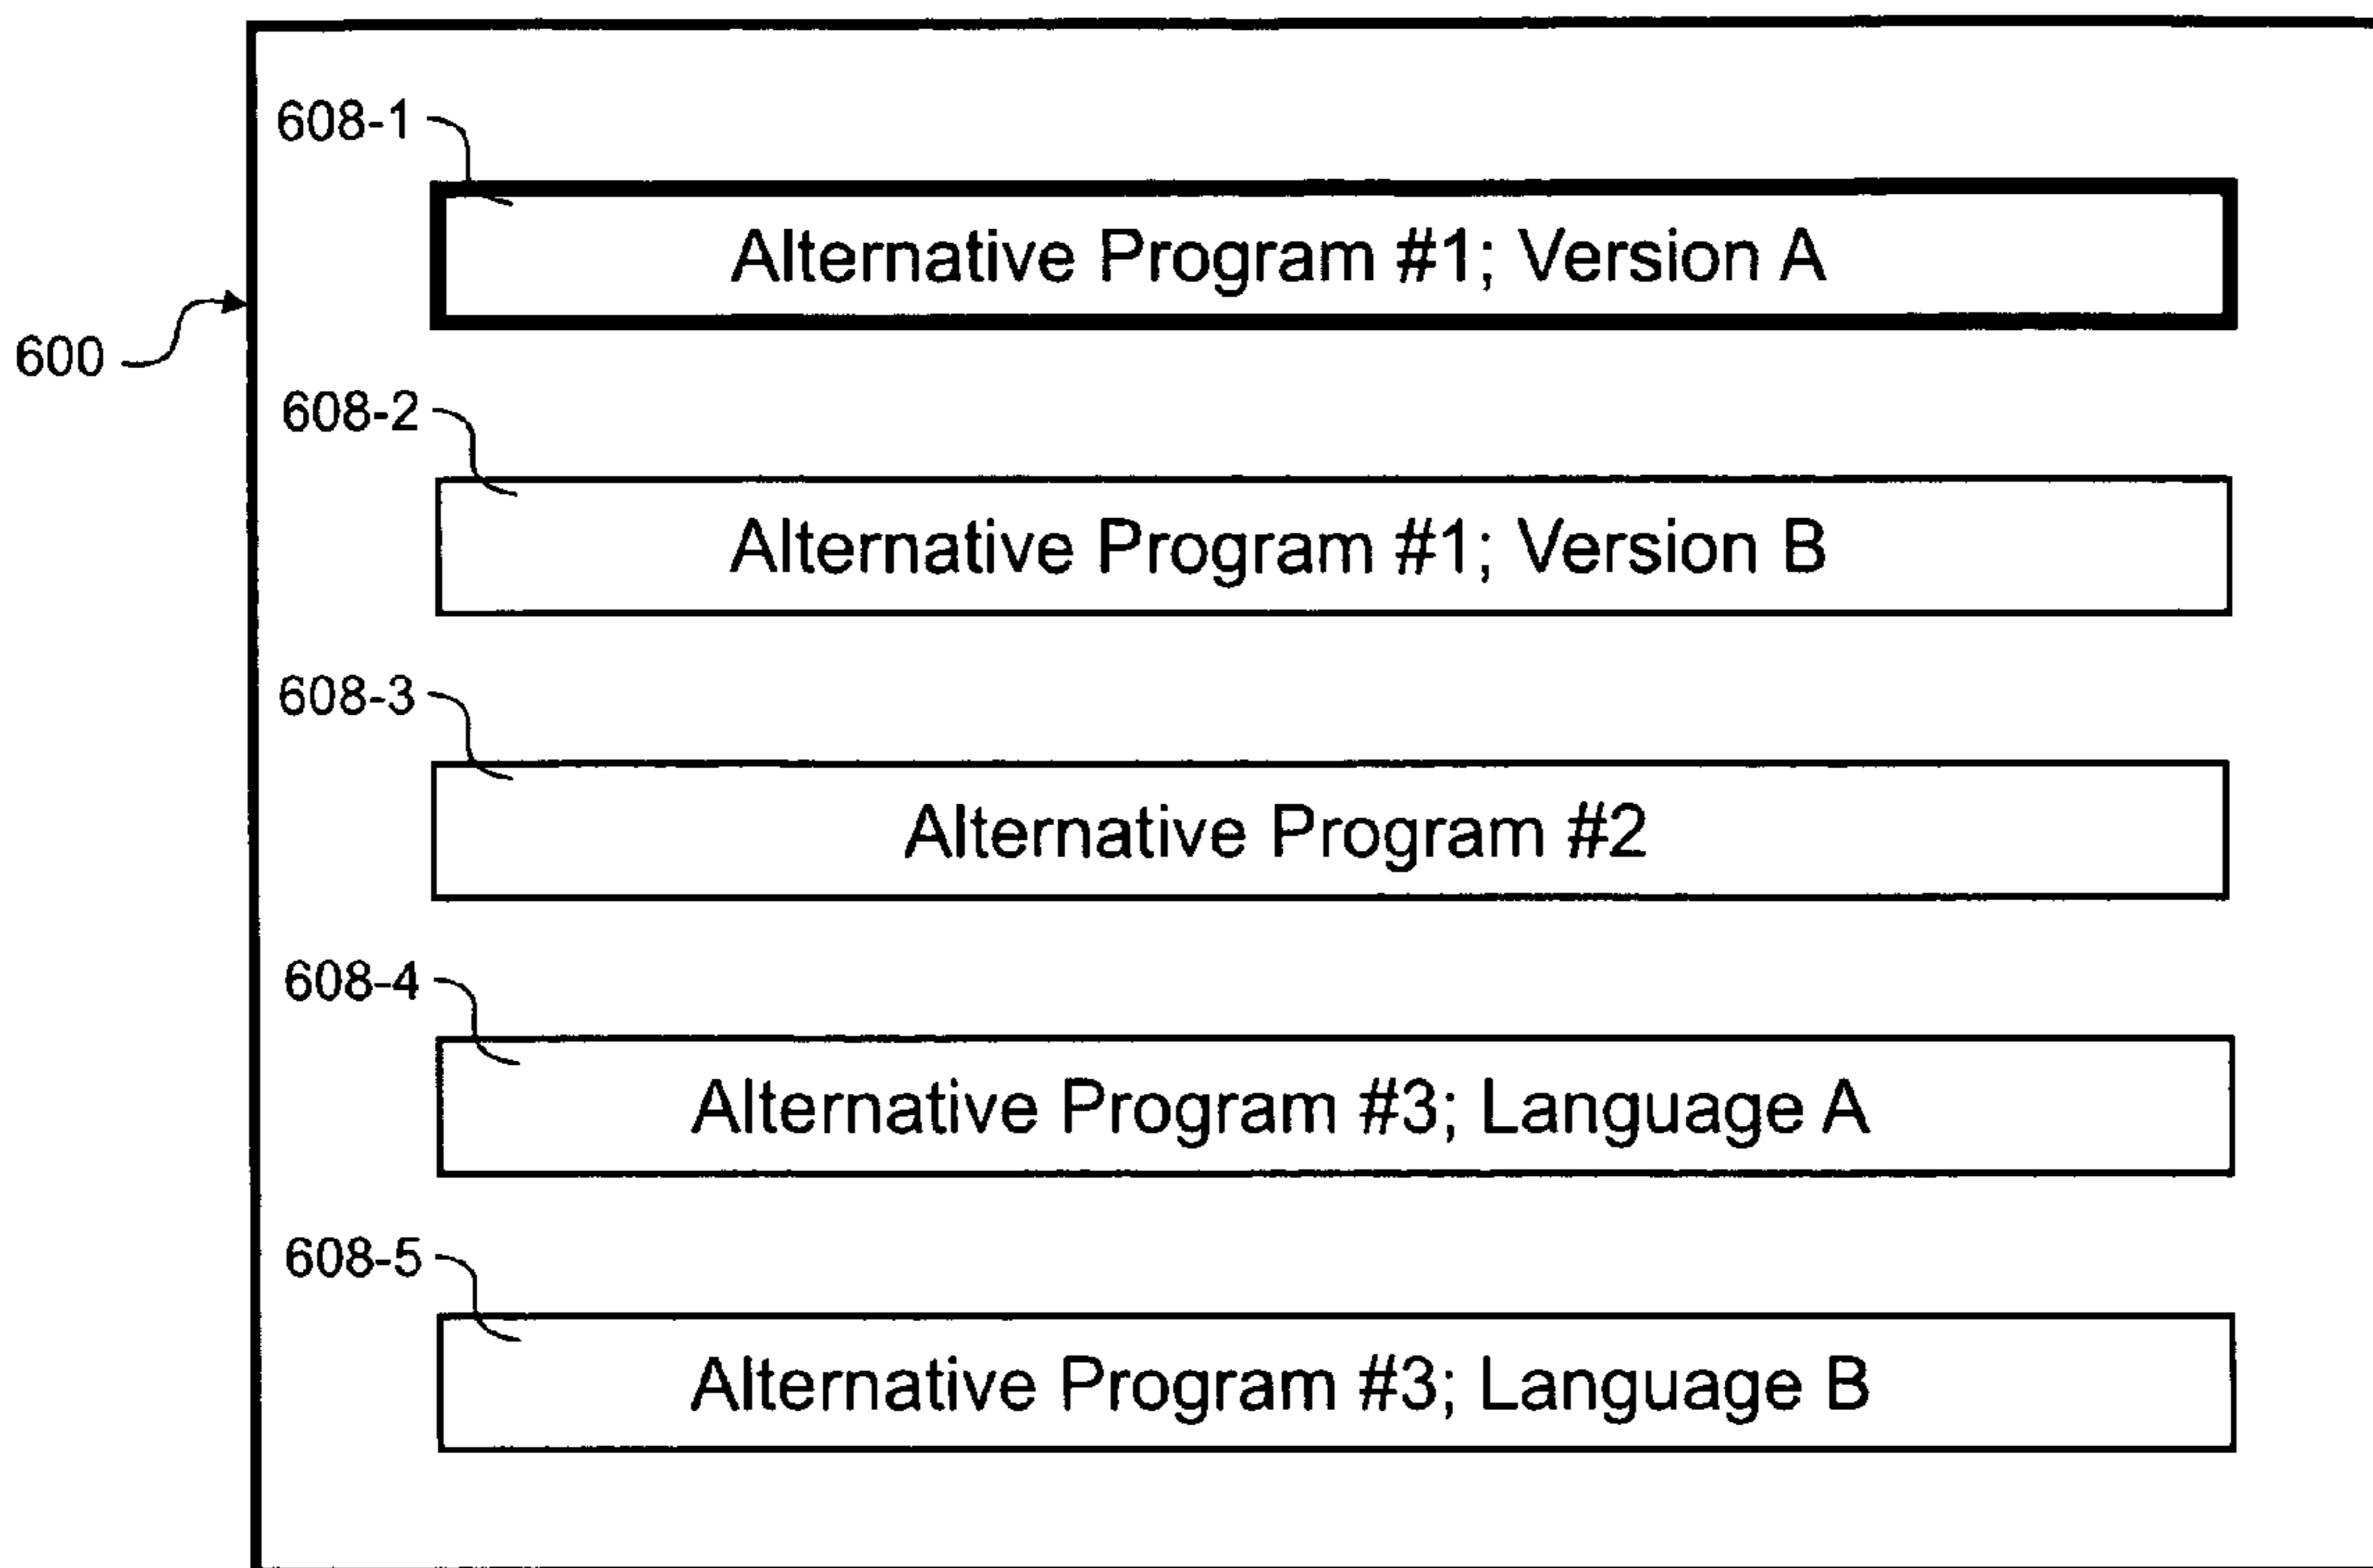 608-1
Alternative Program #1; Version A
600
608-2
Alternative Program #1; Version B
608-3
Alternative Program #2
608-4
Alternative Program #3; Language A
608-5
Alternative Program #3; Language B